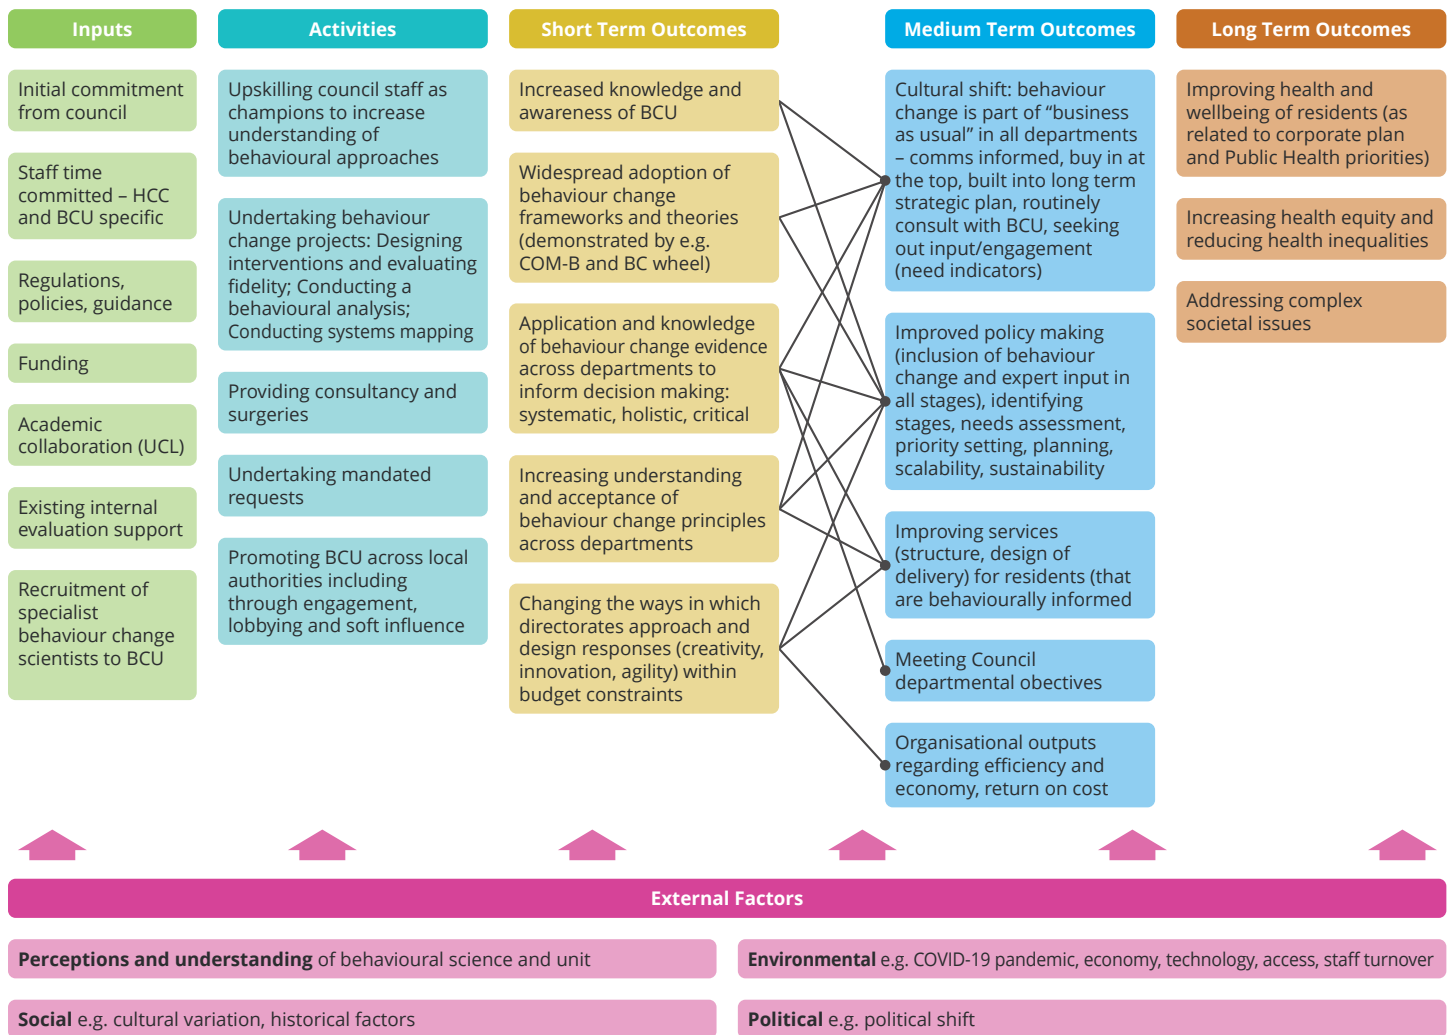 Inputs
Initial commitment
from council
Staff time
committed – HCC
and BCU specific
Regulations,
policies, guidance
Funding
Academic
collaboration (UCL)
Existing internal
evaluation support
Recruitment of
specialist
behaviour change
scientists to BCU
Activities
Upskilling council staff as
champions to increase
understanding of
behavioural approaches
Undertaking behaviour
change projects: Designing
interventions and evaluating
fidelity; Conducting a
behavioural analysis;
Conducting systems mapping
Providing consultancy and
surgeries
Undertaking mandated
requests
Promoting BCU across local
authorities including
through engagement,
lobbying and soft influence
Short Term Outcomes
Increased knowledge and
awareness of BCU
Widespread adoption of
behaviour change
frameworks and theories
(demonstrated by e.g.
COM-B and BC wheel)
Application and knowledge
of behaviour change evidence
across departments to
inform decision making:
systematic, holistic, critical
Increasing understanding
and acceptance of
behaviour change principles
across departments
Changing the ways in which
directorates approach and
design responses (creativity,
innovation, agility) within
budget constraints
Medium Term Outcomes
Cultural shift: behaviour
change is part of “business
as usual” in all departments
– comms informed, buy in at
the top, built into long term
strategic plan, routinely
consult with BCU, seeking
out input/engagement
(need indicators)
Improved policy making
(inclusion of behaviour
change and expert input in
all stages), identifying
stages, needs assessment,
priority setting, planning,
scalability, sustainability
Improving services
(structure, design of
delivery) for residents (that
are behaviourally informed
Meeting Council
departmental obectives
Organisational outputs
regarding efficiency and
economy, return on cost
Long Term Outcomes
Improving health and
wellbeing of residents (as
related to corporate plan
and Public Health priorities)
Increasing health equity and
reducing health inequalities
Addressing complex
societal issues
External Factors
Perceptions and understanding of behavioural science and unit
Environmental e.g. COVID-19 pandemic, economy, technology, access, staff turnover
Social e.g. cultural variation, historical factors
Political e.g. political shift